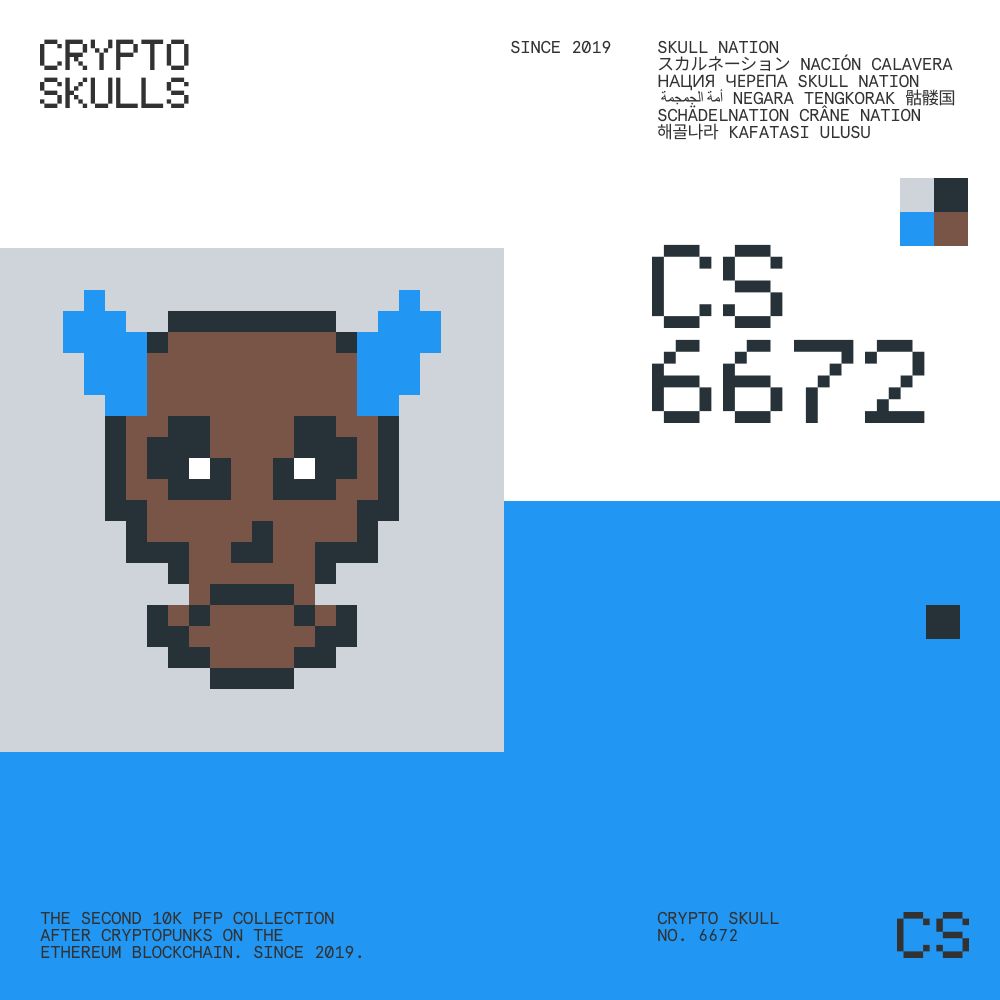 CRYPTO
SKULLS
SINCE 2019
SKULL NATION
スカルネーション NACIÓN CALAVERA
НАЦИЯ ЧЕРЕПА SKULL NATION
أمة الجمجمة NEGARA TENGKORAK 骷髅国
SCHÄDELNATION CRÂNE NATION
해골나라 KAFATASI ULUSU
CS
6672
THE SECOND 10K PFP COLLECTION
AFTER CRYPTOPUNKS ON THE
ETHEREUM BLOCKCHAIN. SINCE 2019.
CRYPTO SKULL
NO. 6672
CS